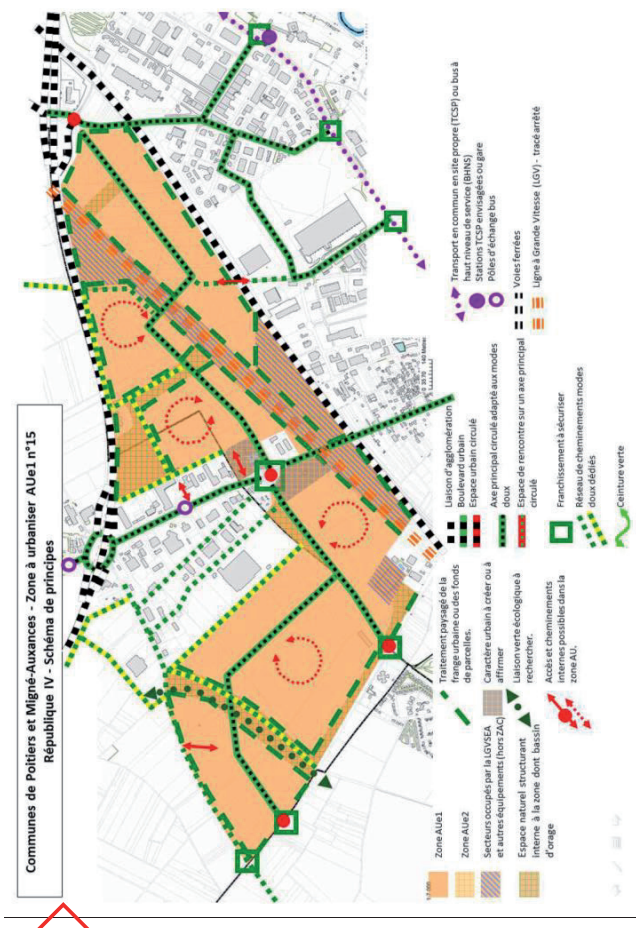 Communes de Poitiers et Migné-Auxances - Zone à urbaniser AUe1 n°15
République IV - Schéma de principes
Zone AUe1
Zone AUe2
Secteurs occupés par la LGVSEA
et autres équipements (hors ZAC)
Espace naturel structurant
interne à la zone dont bassin
d'orage
Traitement paysagé de la
frange urbaine ou des fonds
de parcelles.
Caractère urbain à créer ou à
affirmer
Liaison verte écologique à
rechercher.
Accès et cheminements
internes possibles dans la
zone AU.
Liaison d'agglomération
Boulevard urbain
Espace urbain circulé
Axe principal circulé adapté aux modes
doux
Espace de rencontre sur un axe principal
circulé
Franchissement à sécuriser
Réseau de cheminements modes
doux dédiés
Ceinture verte
Transport en commun en site propre (TCSP) ou bus à
haut niveau de service (BHNS)
Stations TCSP envisagées ou gare
Pôles d'échange bus
Voies ferrées
Ligne à Grande Vitesse (LGV) - tracé arrêté